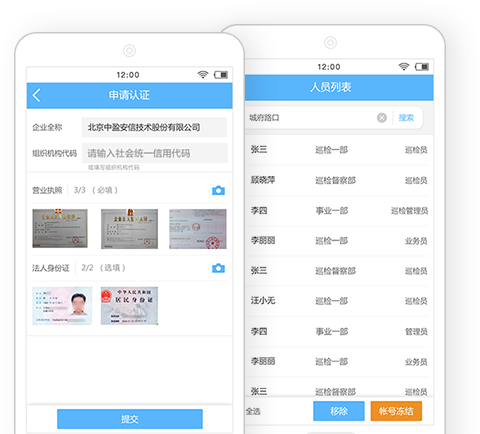 12:00
申请认证
企业全称
北京中盈安信技术股份有限公司
组织机构代码
请输入社会统一信用代码
或填写组织机构代码
营业执照
3/3 （必填）
法人身份证
2/2 （选填）
中华人民共和国
居民身份证
提交
12:00
人员列表
城府路口
搜索
张三 巡检一部 巡检员
顾晓萍 巡检督察部 巡检员
李四 事业一部 巡检管理员
李丽丽 巡检一部 业务员
张三 巡检督察部 巡检员
汪小无 巡检一部 巡检员
李四 事业一部 管理员
李丽丽 巡检一部 业务员
张三 巡检督察部 巡检员
全选
移除
帐号冻结